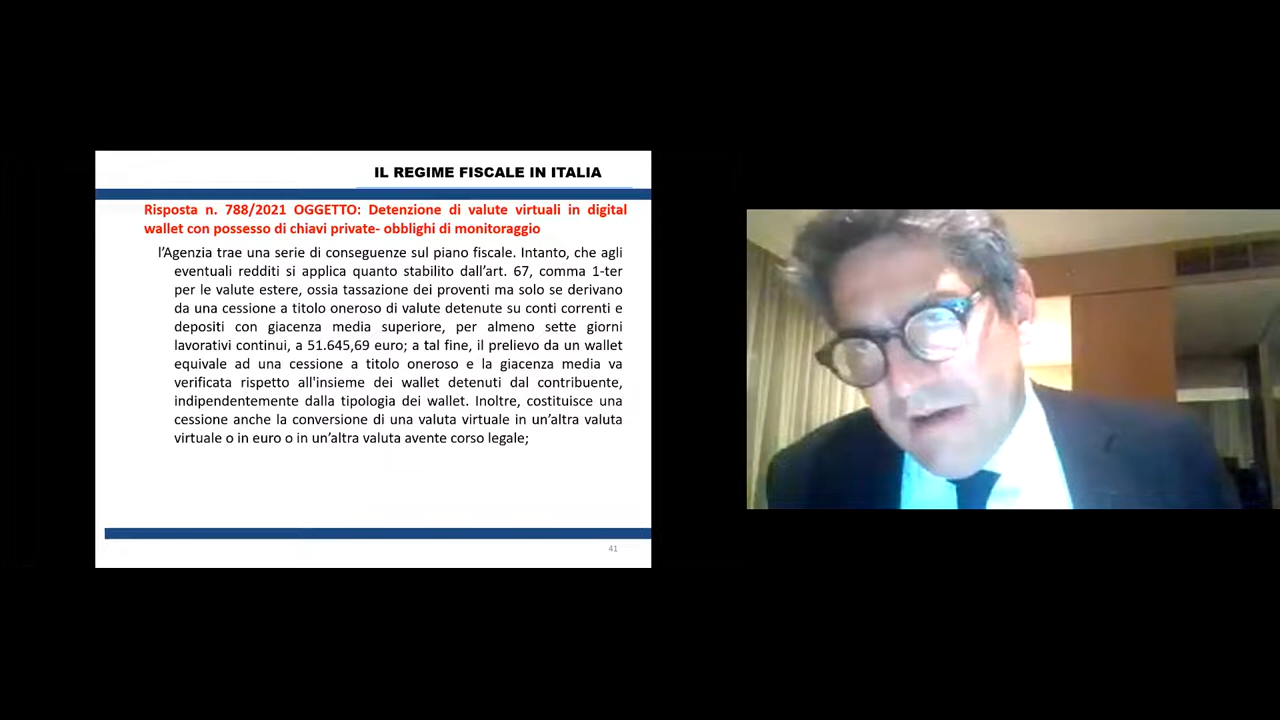 IL REGIME FISCALE IN ITALIA
Risposta n. 788/2021 OGGETTO: Detenzione di valute virtuali in digital
wallet con possesso di chiavi private- obblighi di monitoraggio
l’Agenzia trae una serie di conseguenze sul piano fiscale. Intanto, che agli
eventuali redditi si applica quanto stabilito dall’art. 67, comma 1-ter
per le valute estere, ossia tassazione dei proventi ma solo se derivano
da una cessione a titolo oneroso di valute detenute su conti correnti e
depositi con giacenza media superiore, per almeno sette giorni
lavorativi continui, a 51.645,69 euro; a tal fine, il prelievo da un wallet
equivale ad una cessione a titolo oneroso e la giacenza media va
verificata rispetto all'insieme dei wallet detenuti dal contribuente,
indipendentemente dalla tipologia dei wallet. Inoltre, costituisce una
cessione anche la conversione di una valuta virtuale in un’altra valuta
virtuale o in euro o in un’altra valuta avente corso legale;
41